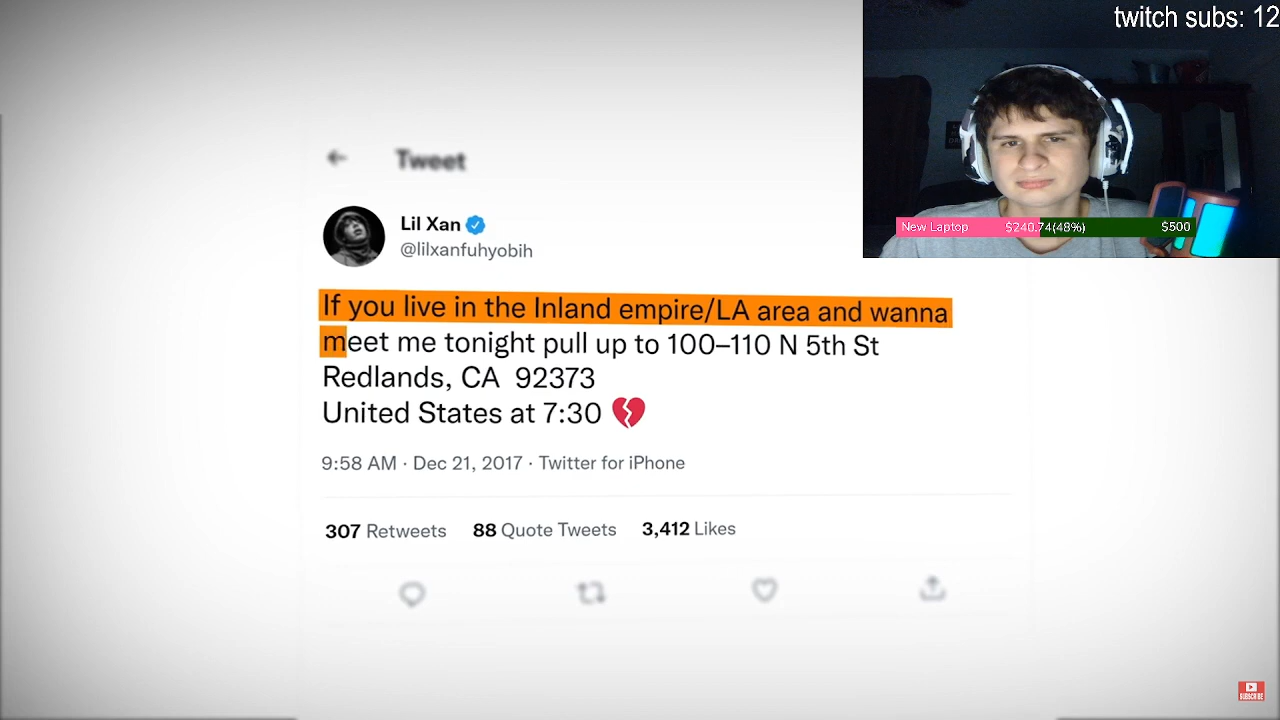 twitch subs: 12
New Laptop $240.74(48%) $500
Tweet
Lil Xan
@lilxanfuhyobih
If you live in the Inland empire/LA area and wanna
meet me tonight pull up to 100–110 N 5th St
Redlands, CA 92373
United States at 7:30 💔
9:58 AM · Dec 21, 2017 · Twitter for iPhone
307 Retweets 88 Quote Tweets 3,412 Likes
SUBSCRIBE